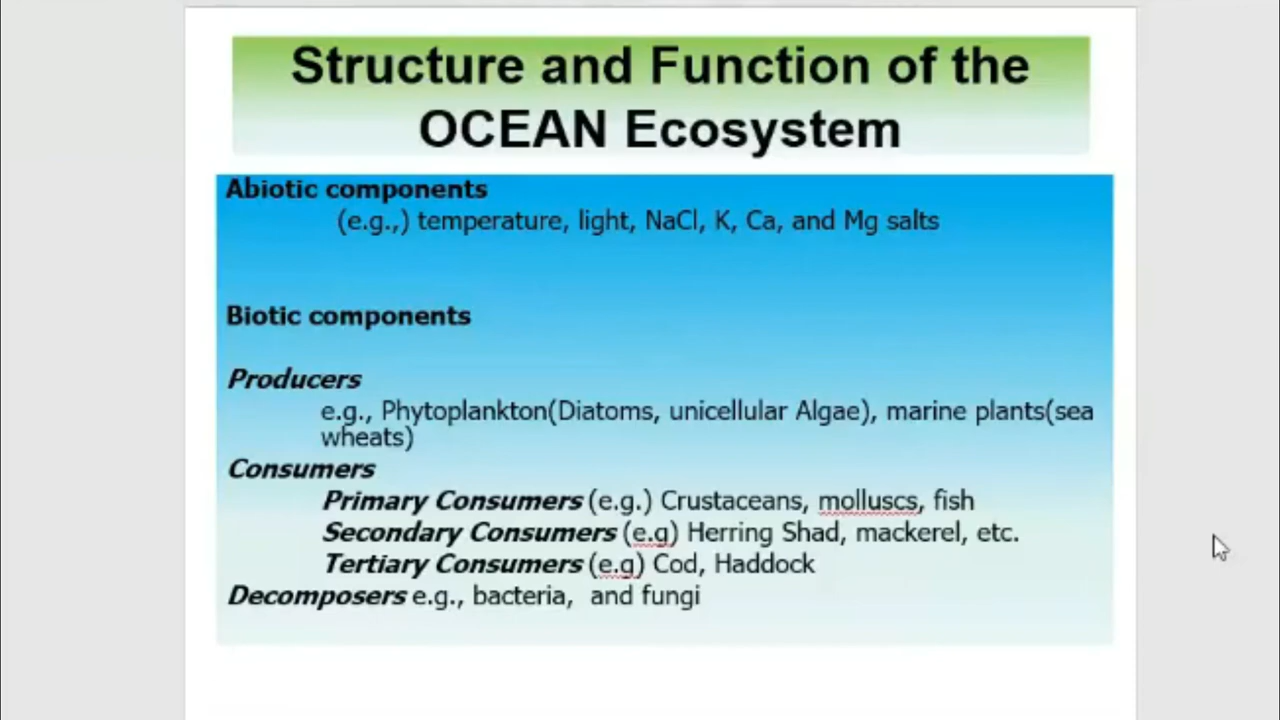 Structure and Function of the
OCEAN Ecosystem
Abiotic components
(e.g.,) temperature, light, NaCl, K, Ca, and Mg salts
Biotic components
Producers
e.g., Phytoplankton(Diatoms, unicellular Algae), marine plants(sea
wheats)
Consumers
Primary Consumers (e.g.) Crustaceans, molluscs, fish
Secondary Consumers (e.g) Herring Shad, mackerel, etc.
Tertiary Consumers (e.g) Cod, Haddock
Decomposers e.g., bacteria, and fungi